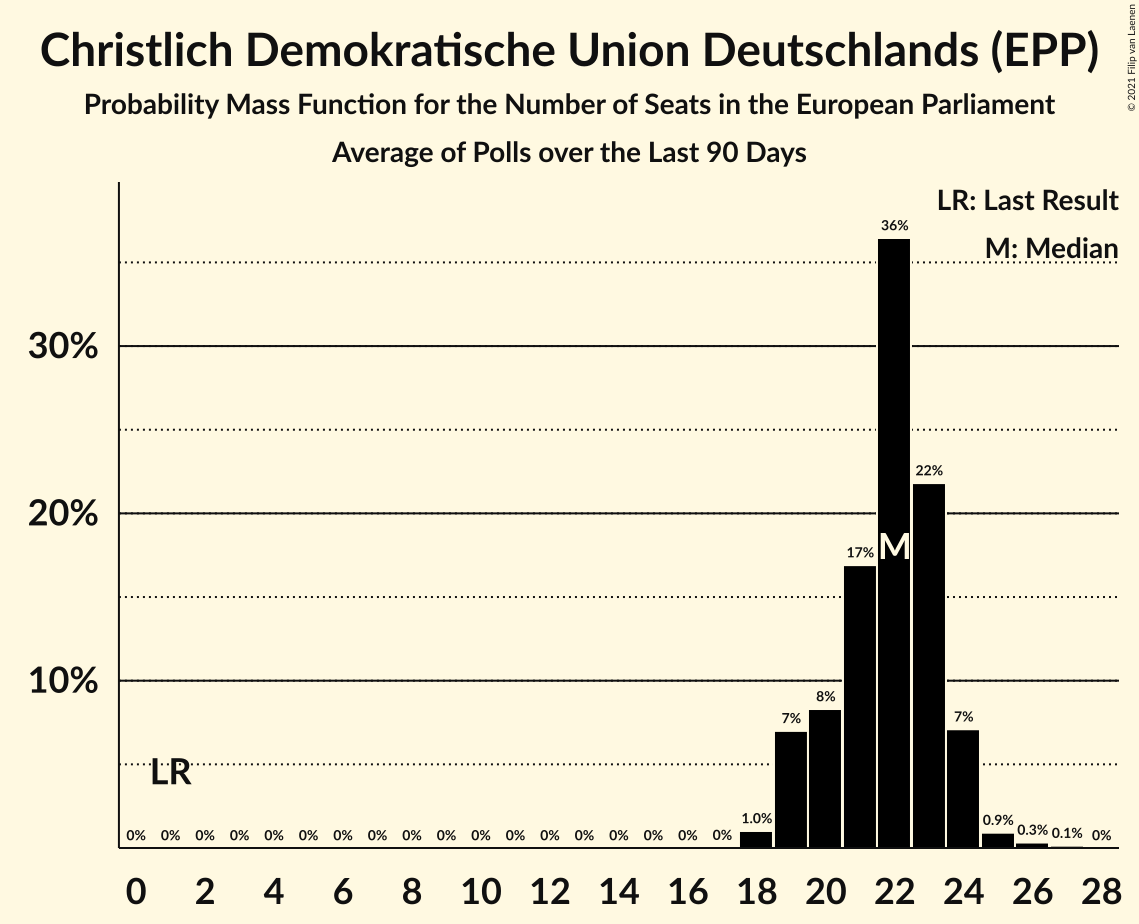 Christlich Demokratische Union Deutschlands (EPP)
Probability Mass Function for the Number of Seats in the European Parliament
Average of Polls over the Last 90 Days
© 2021 Filip van Laenen
LR: Last Result
M: Median
36%
30%
22%
20%
17%
M
10%
8%
7%
7%
LR
1.0%
0.9%
0.3%
0.1%
0% 0% 0% 0% 0% 0% 0% 0% 0% 0% 0% 0% 0% 0% 0% 0% 0% 0% 0%
0 2 4 6 8 10 12 14 16 18 20 22 24 26 28